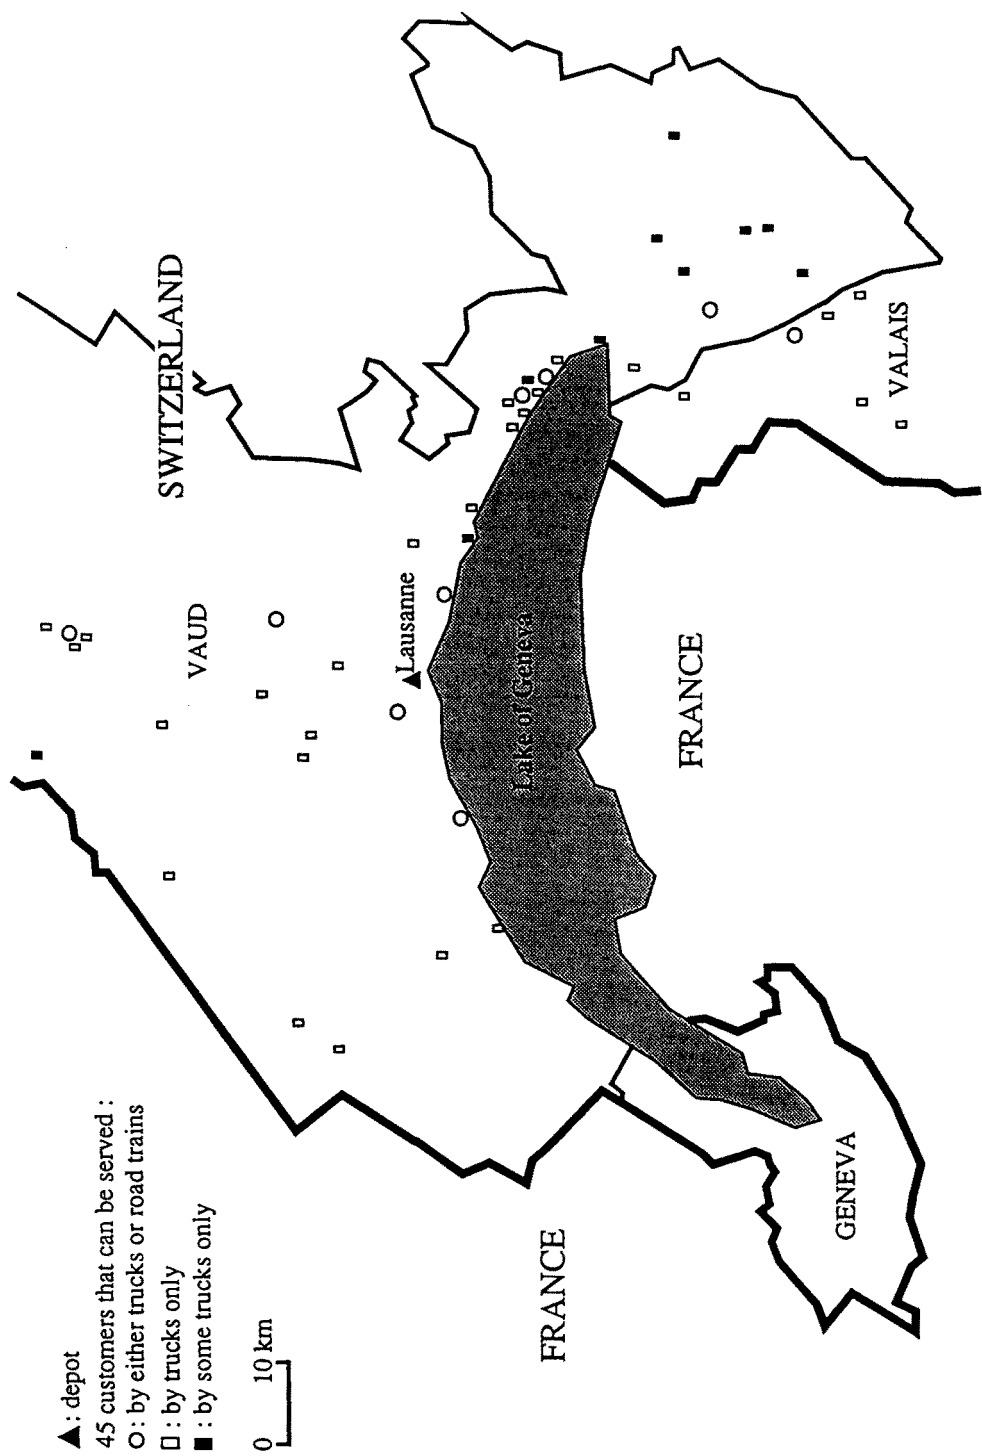 ▲ : depot
45 customers that can be served :
O : by either trucks or road trains
□ : by trucks only
■ : by some trucks only
0 10 km
SWITZERLAND
VAUD
Lausanne
Lake of Geneva
FRANCE
VALAIS
FRANCE
GENEVA